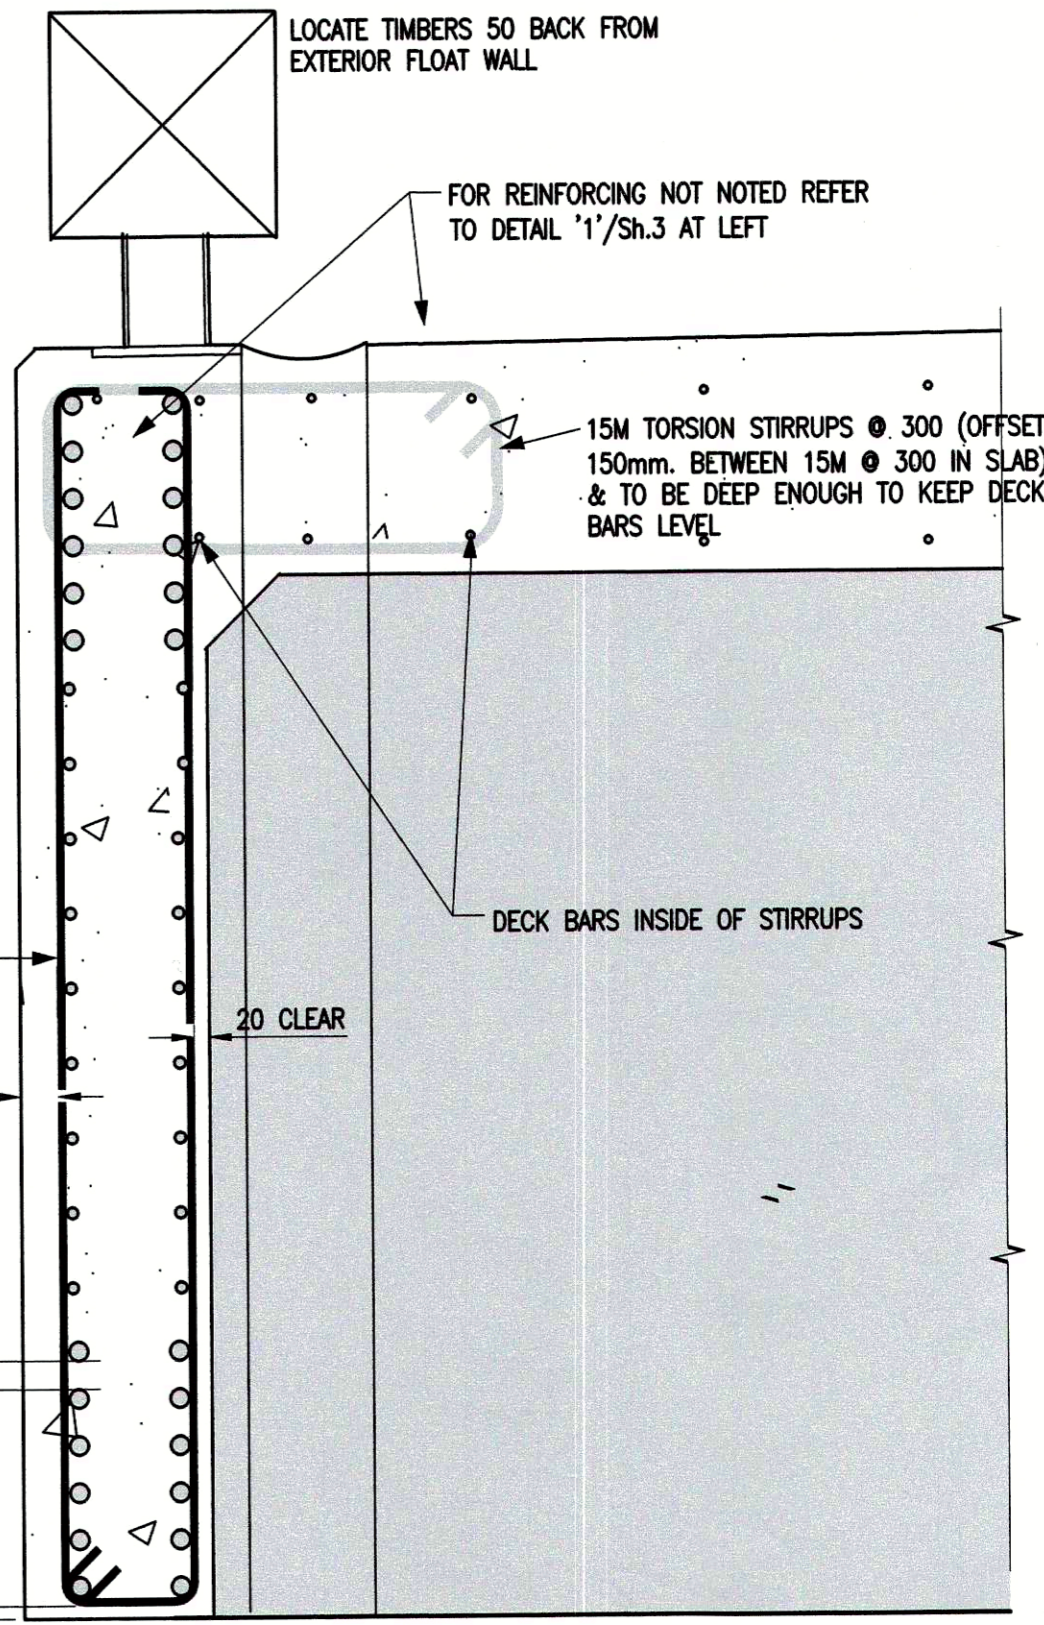 LOCATE TIMBERS 50 BACK FROM
EXTERIOR FLOAT WALL
FOR REINFORCING NOT NOTED REFER
TO DETAIL '1'/Sh.3 AT LEFT
15M TORSION STIRRUPS @ 300 (OFFSET
150mm. BETWEEN 15M @ 300 IN SLAB)
& TO BE DEEP ENOUGH TO KEEP DECK
BARS LEVEL
DECK BARS INSIDE OF STIRRUPS
20 CLEAR